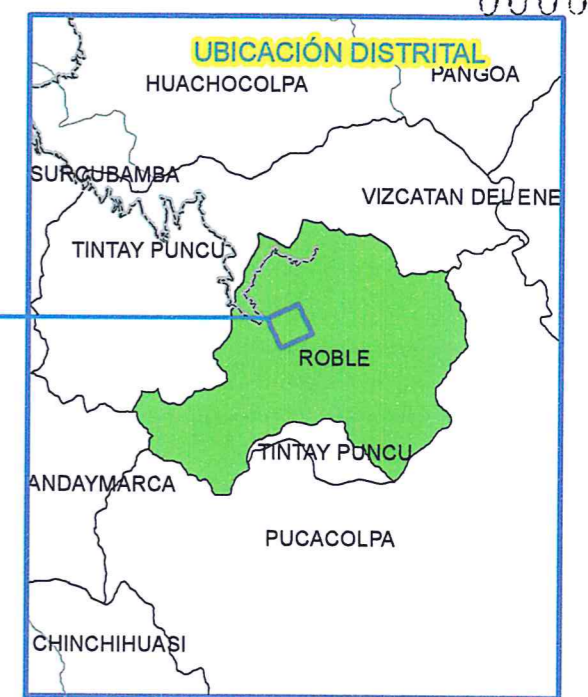 UBICACIÓN DISTRITAL
PANGOA
HUACHOCOLPA
SURCUBAMBA
VIZCATAN DEL ENE
TINTAY PUNCU
ROBLE
TINTAY PUNCU
ANDAYMARCA
PUCACOLPA
CHINCHIHUASI